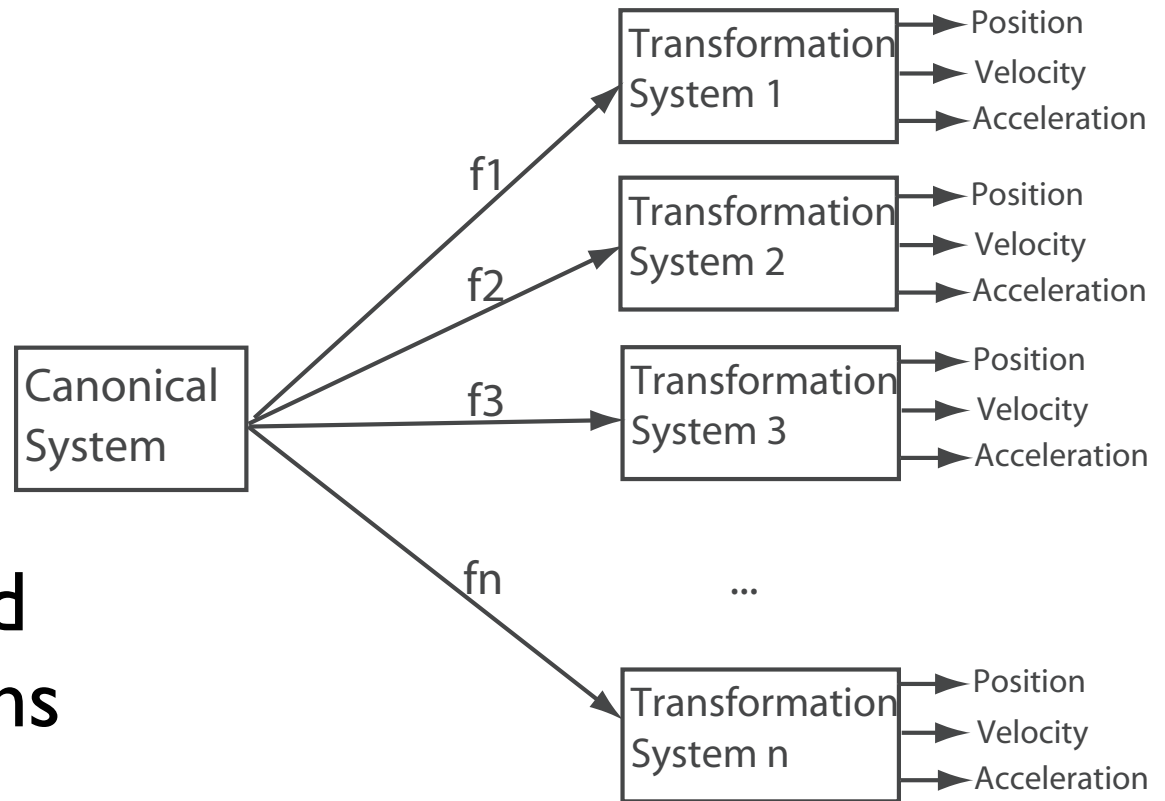 Transformation
System 1
Position
Velocity
Acceleration
f1
Transformation
System 2
Position
Velocity
Acceleration
f2
Canonical
System
f3
Transformation
System 3
Position
Velocity
Acceleration
fn
...
Transformation
System n
Position
Velocity
Acceleration